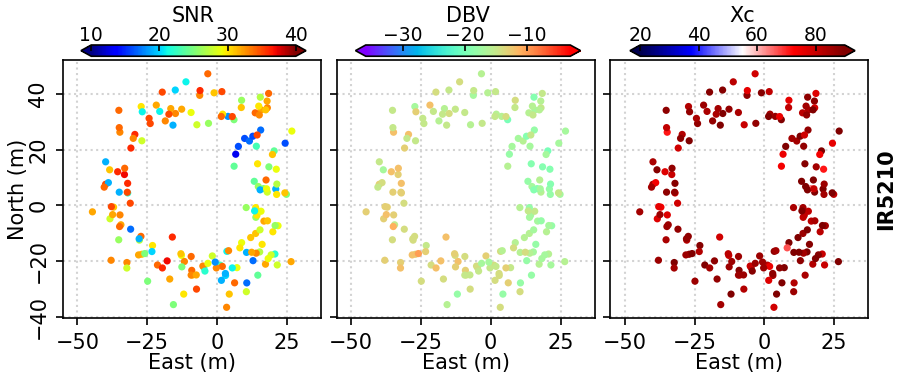 SNR
DBV
Xc
10 20 30 40
−30 −20 −10
20 40 60 80
North (m)
40
20
0
−20
−40
IR5210
−50 −25 0 25
−50 −25 0 25
−50 −25 0 25
East (m)
East (m)
East (m)